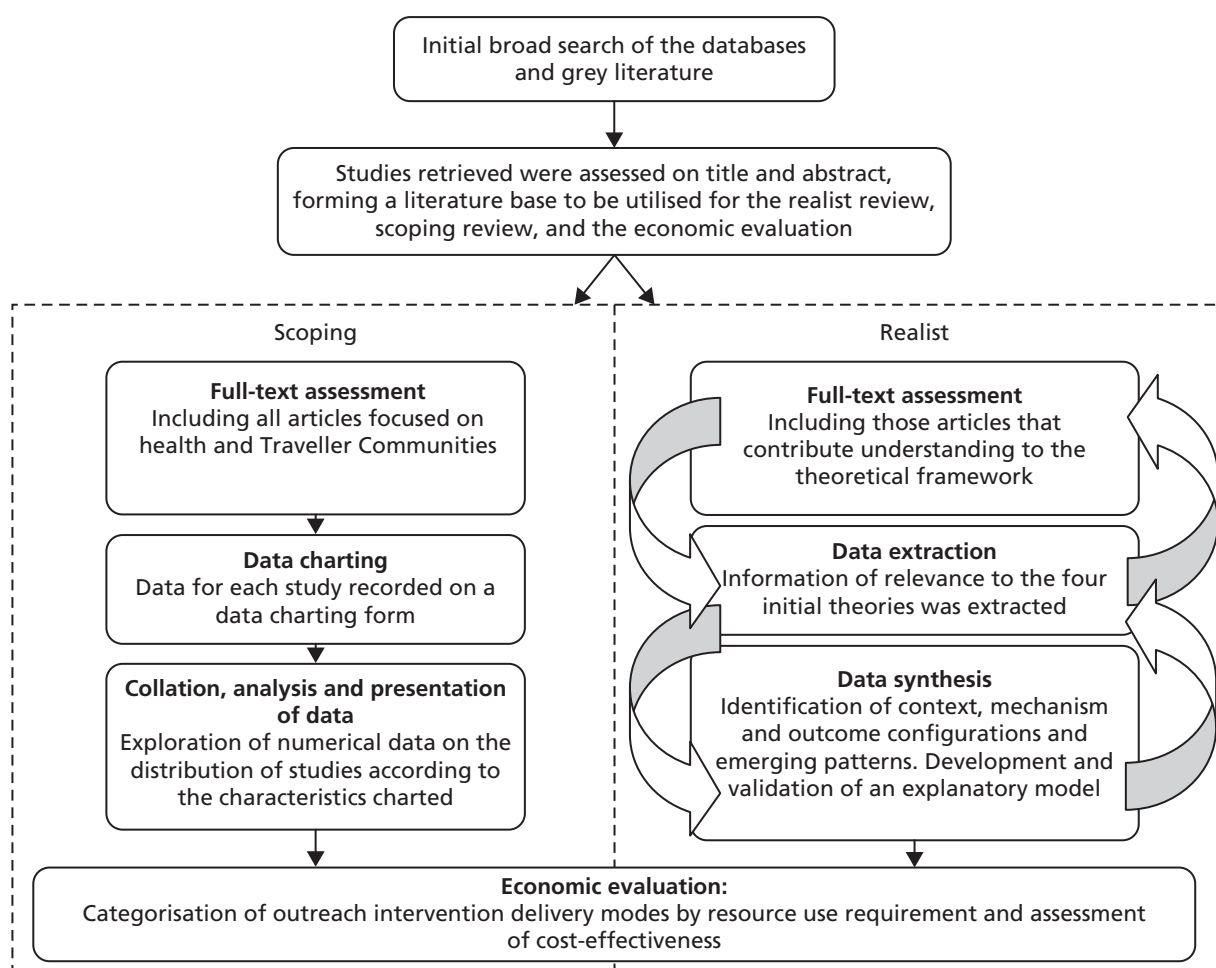 Initial broad search of the databases
and grey literature
Studies retrieved were assessed on title and abstract,
forming a literature base to be utilised for the realist review,
scoping review, and the economic evaluation
Scoping
Full-text assessment
Including all articles focused on
health and Traveller Communities
Data charting
Data for each study recorded on a
data charting form
Collation, analysis and presentation
of data
Exploration of numerical data on the
distribution of studies according to
the characteristics charted
Realist
Full-text assessment
Including those articles that
contribute understanding to the
theoretical framework
Data extraction
Information of relevance to the four
initial theories was extracted
Data synthesis
Identification of context, mechanism
and outcome configurations and
emerging patterns. Development and
validation of an explanatory model
Economic evaluation:
Categorisation of outreach intervention delivery modes by resource use requirement and assessment
of cost-effectiveness